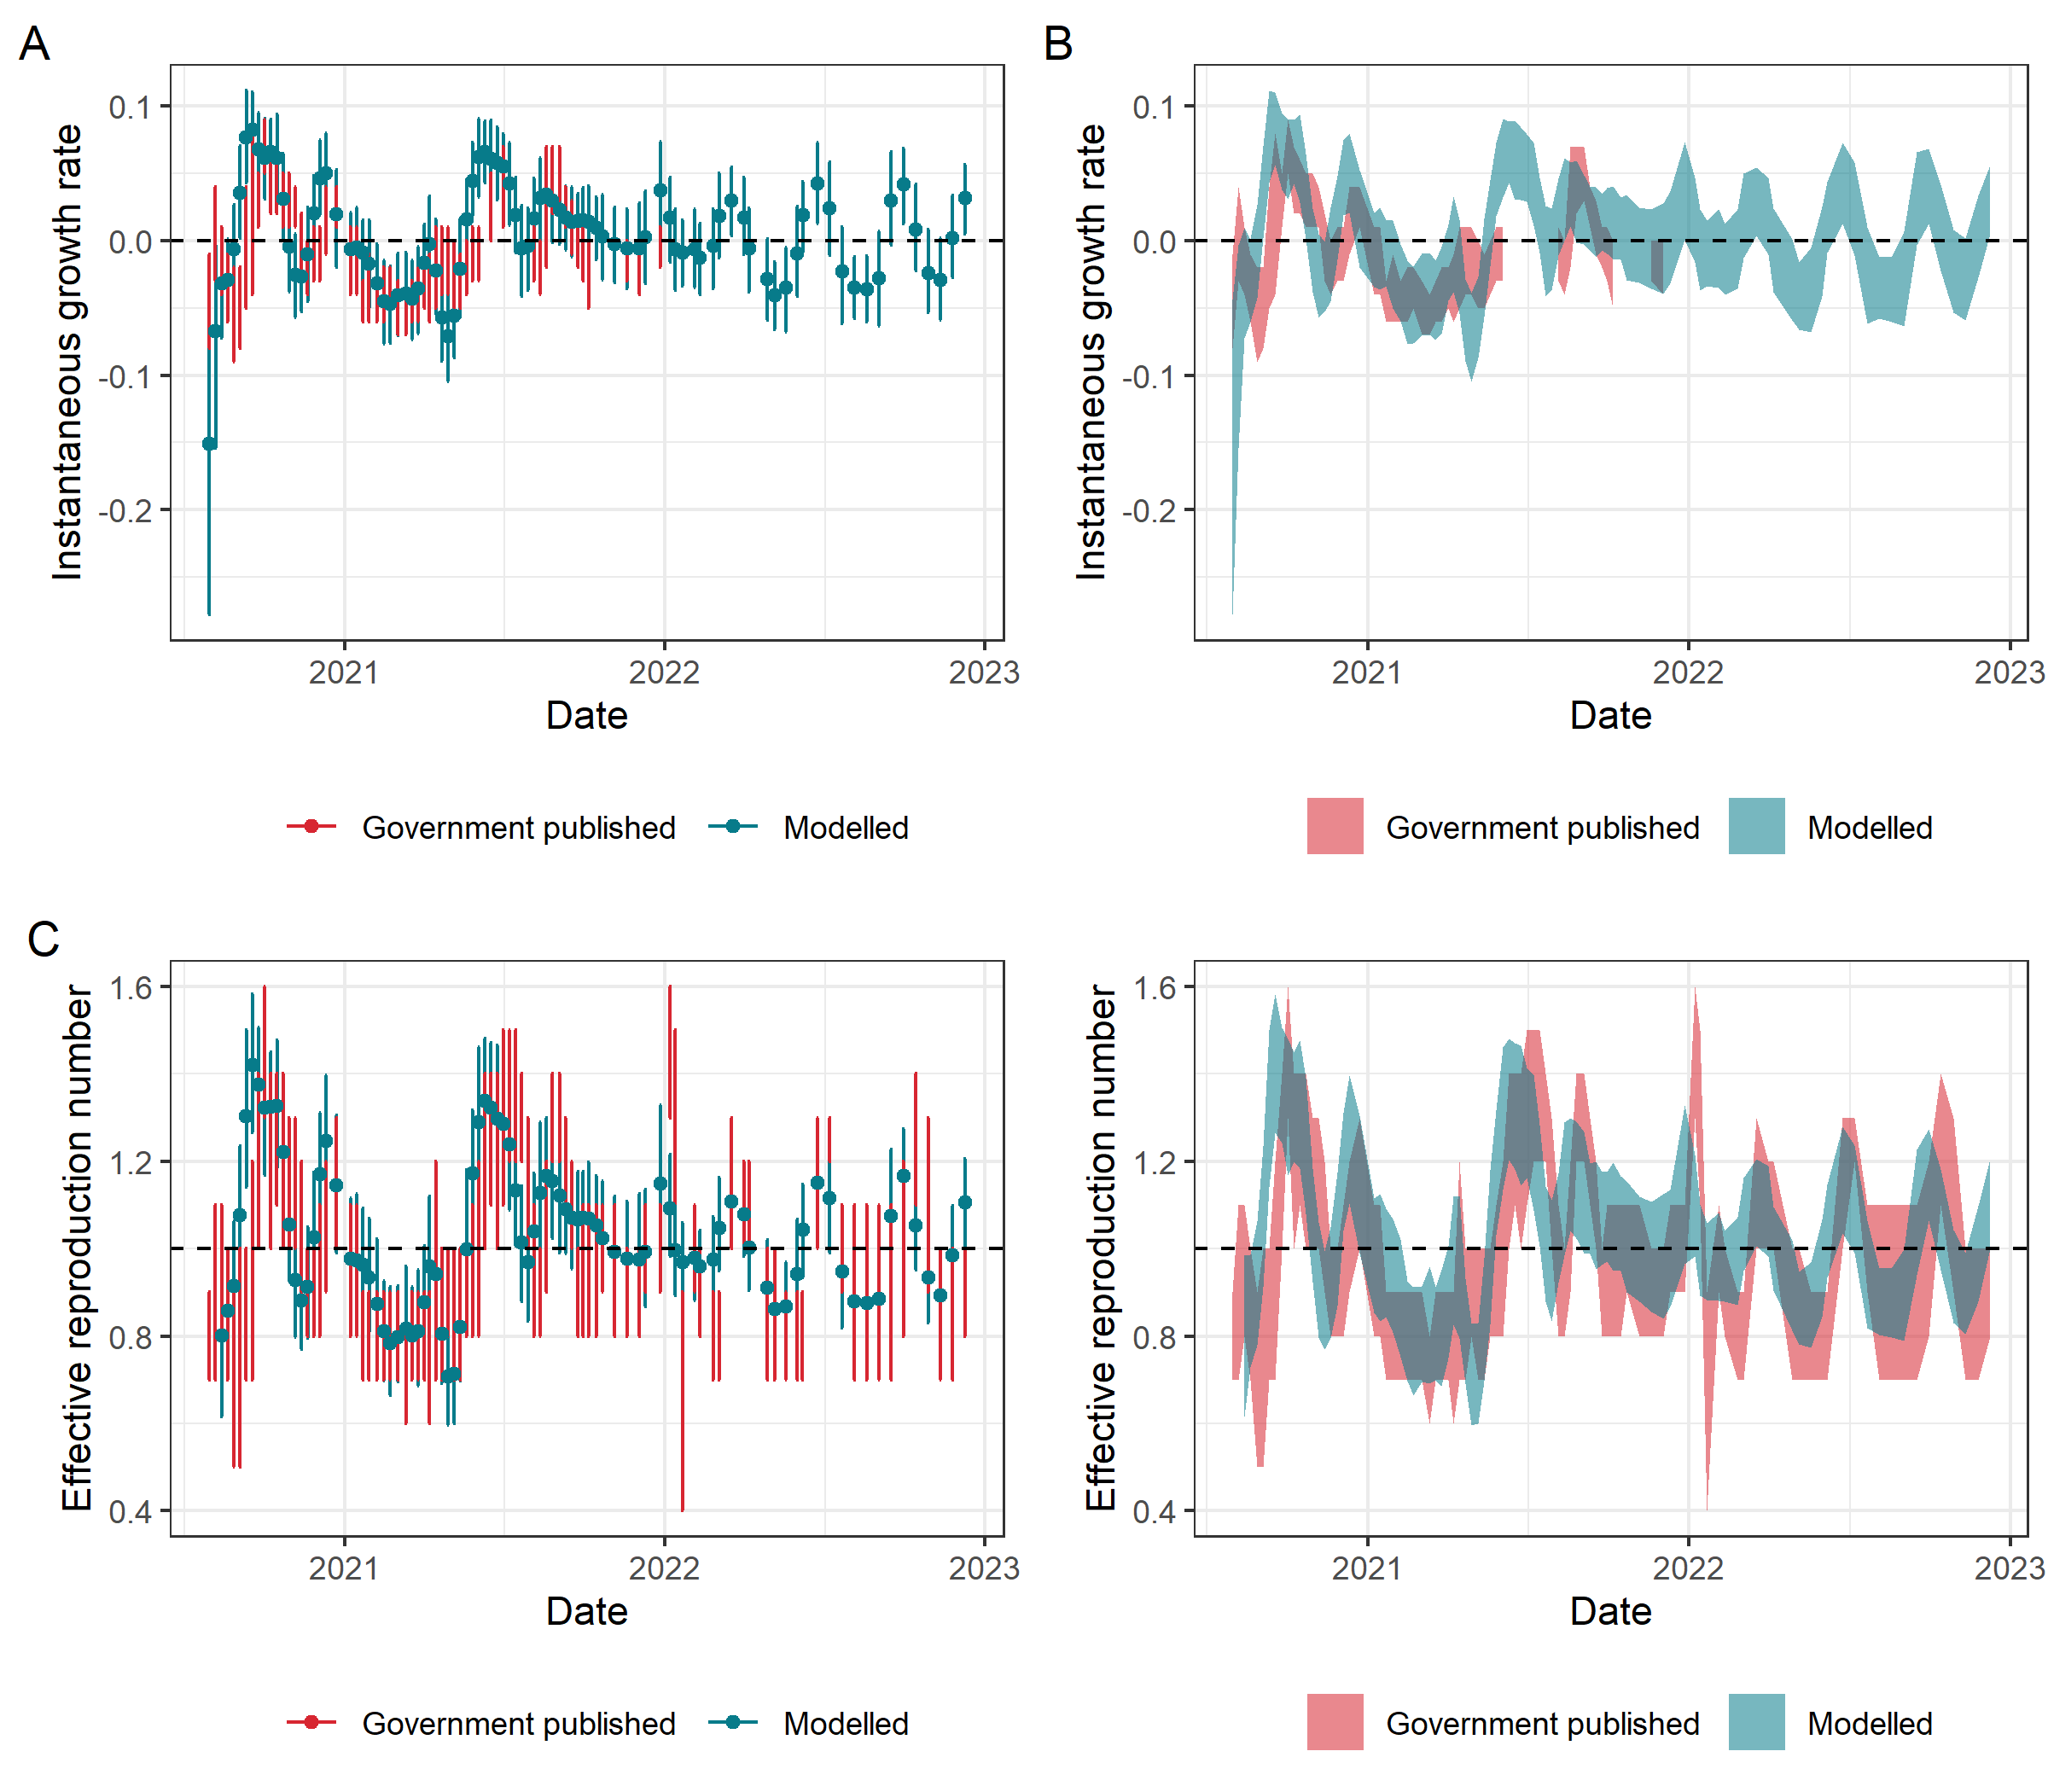 A
Instantaneous growth rate
0.1
0.0
-0.1
-0.2
2021 2022 2023
Date
Government published Modelled
B
Instantaneous growth rate
0.1
0.0
-0.1
-0.2
2021 2022 2023
Date
Government published Modelled
C
Effective reproduction number
1.6
1.2
0.8
0.4
2021 2022 2023
Date
Government published Modelled
Effective reproduction number
1.6
1.2
0.8
0.4
2021 2022 2023
Date
Government published Modelled